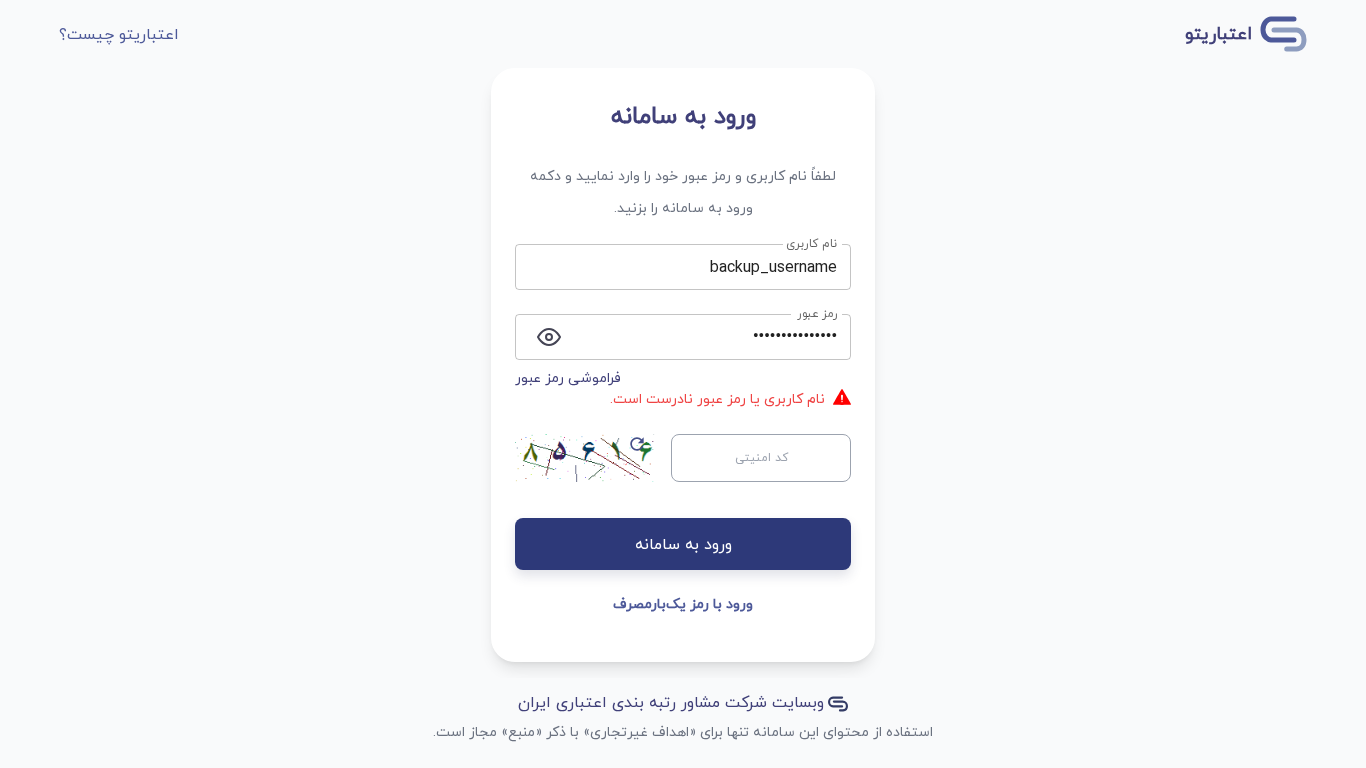 اعتباریتو
اعتباریتو چیست؟
ورود به سامانه
لطفاً نام کاربری و رمز عبور خود را وارد نمایید و دکمه
ورود به سامانه را بزنید.
نام کاربری
backup_username
رمز عبور
•••••••••••••••
فراموشی رمز عبور
نام کاربری یا رمز عبور نادرست است.
کد امنیتی
۸۵۶۱۶
ورود به سامانه
ورود با رمز یک‌بارمصرف
وبسایت شرکت مشاور رتبه بندی اعتباری ایران
استفاده از محتوای این سامانه تنها برای «اهداف غیرتجاری» با ذکر «منبع» مجاز است.